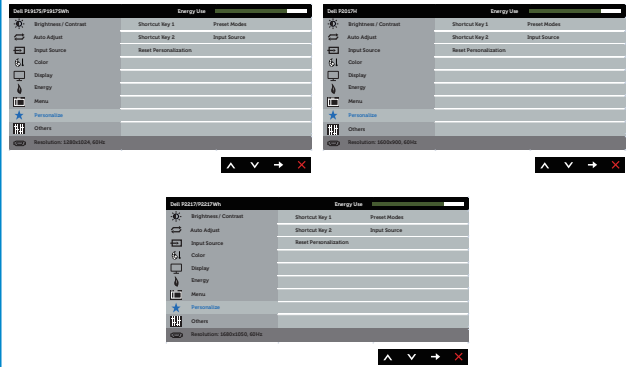 Dell P1917S/P1917SWh Energy Use
Brightness / Contrast Shortcut Key 1 Preset Modes
Auto Adjust Shortcut Key 2 Input Source
Input Source Reset Personalization
Color
Display
Energy
Menu
Personalize
Others
Resolution: 1280x1024, 60Hz
Dell P2017H Energy Use
Brightness / Contrast Shortcut Key 1 Preset Modes
Auto Adjust Shortcut Key 2 Input Source
Input Source Reset Personalization
Color
Display
Energy
Menu
Personalize
Others
Resolution: 1600x900, 60Hz
Dell P2217/P2217Wh Energy Use
Brightness / Contrast Shortcut Key 1 Preset Modes
Auto Adjust Shortcut Key 2 Input Source
Input Source Reset Personalization
Color
Display
Energy
Menu
Personalize
Others
Resolution: 1680x1050, 60Hz